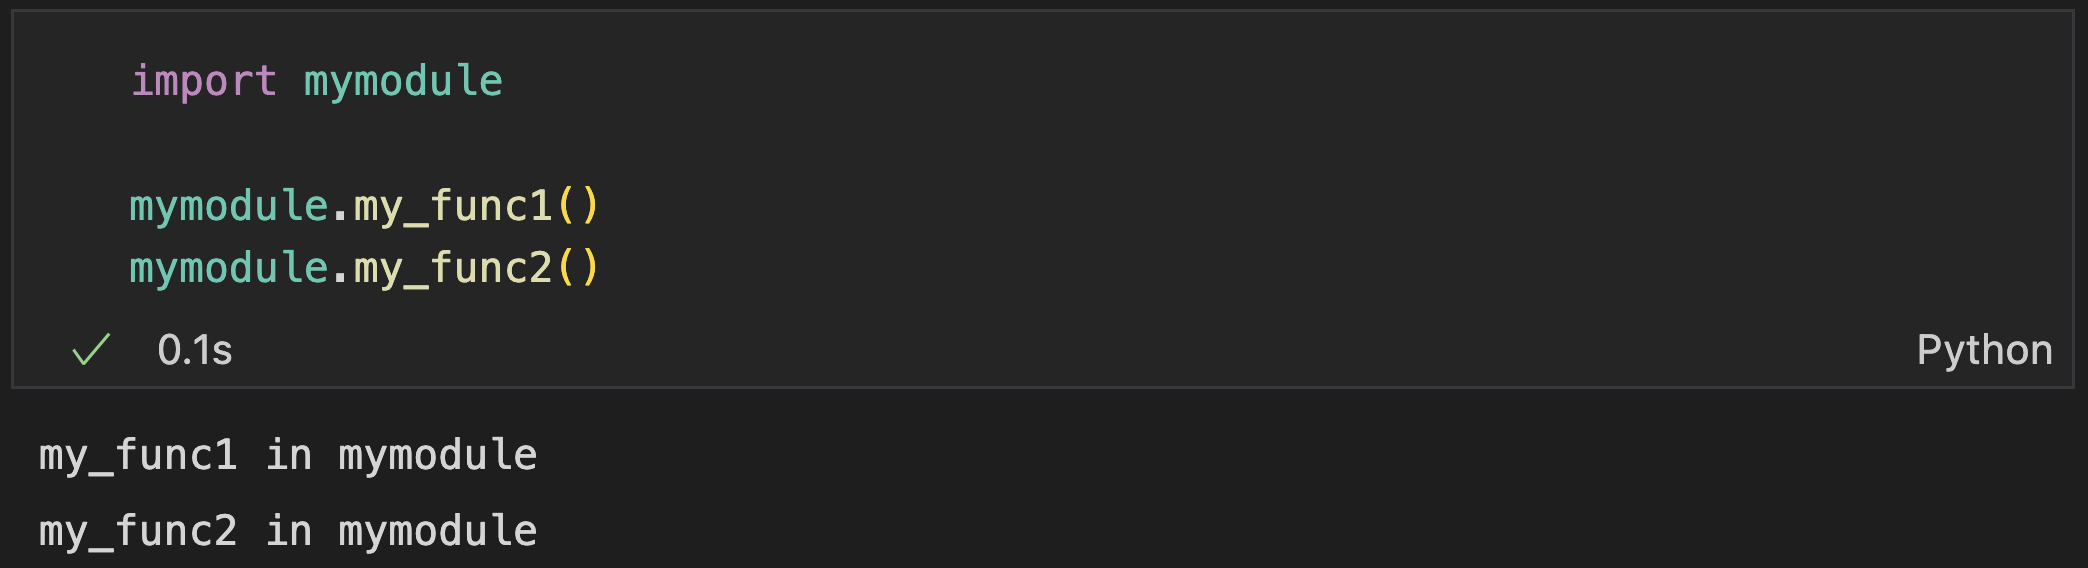 import mymodule
mymodule.my_func1()
mymodule.my_func2()
0.1s
Python
my_func1 in mymodule
my_func2 in mymodule